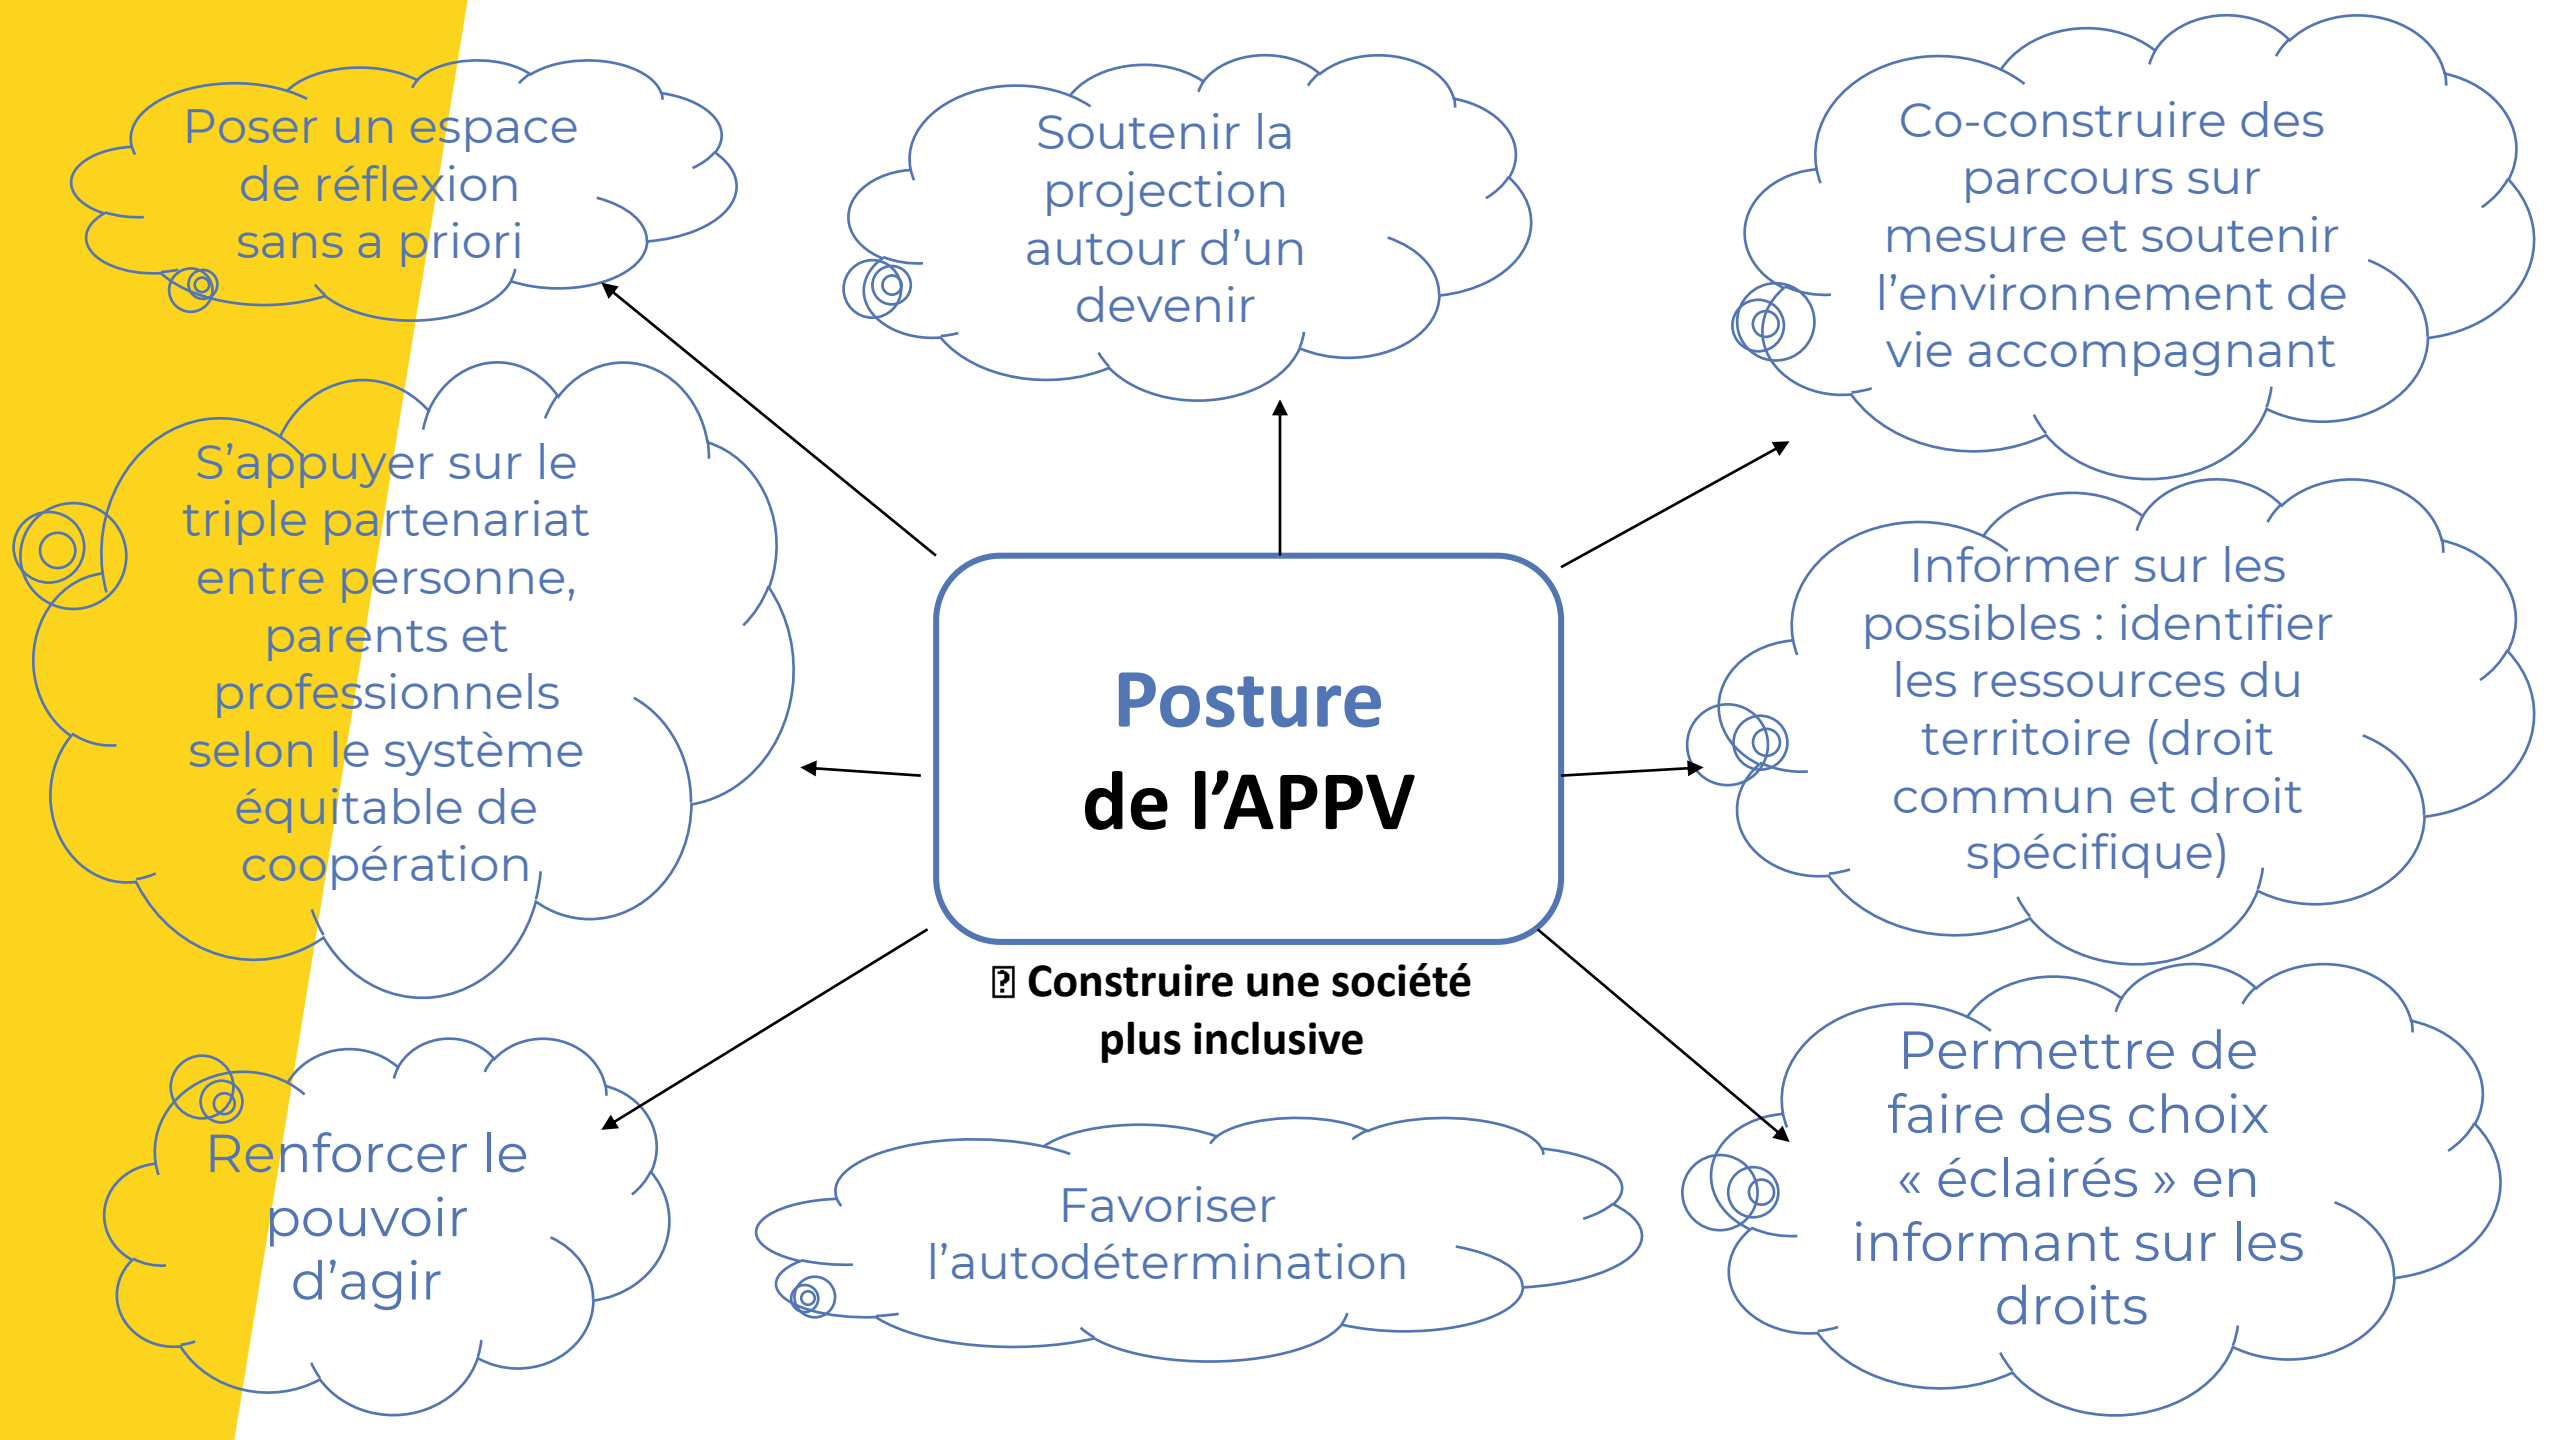 Poser un espace
de réflexion
sans a priori
Soutenir la
projection
autour d’un
devenir
Co-construire des
parcours sur
mesure et soutenir
l’environnement de
vie accompagnant
S’appuyer sur le
triple partenariat
entre personne,
parents et
professionnels
selon le système
équitable de
coopération
Posture
de l’APPV
Informer sur les
possibles : identifier
les ressources du
territoire (droit
commun et droit
spécifique)
Construire une société
plus inclusive
Renforcer le
pouvoir
d’agir
Favoriser
l’autodétermination
Permettre de
faire des choix
« éclairés » en
informant sur les
droits